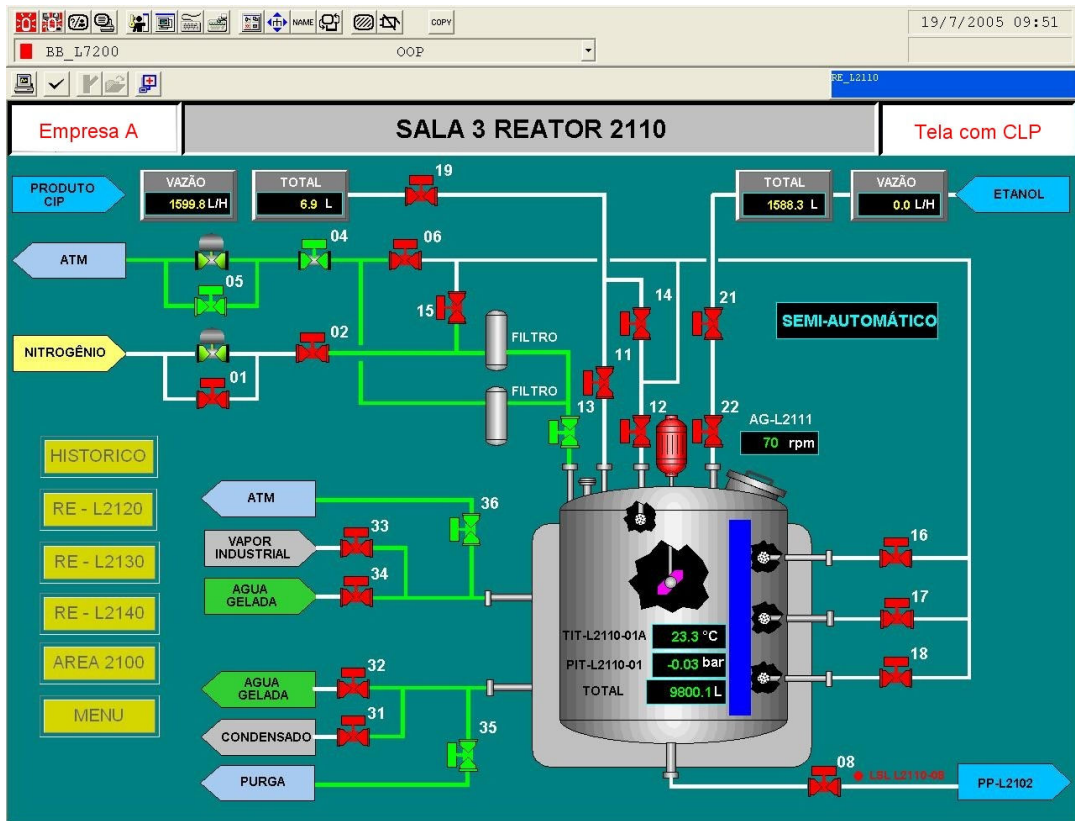 NAME
COPY
19/7/2005 09:51
BB_L7200
OOP
RE_L2110
Empresa A
SALA 3 REATOR 2110
Tela com CLP
PRODUTO
CIP
VAZÃO
1599.8 L/H
TOTAL
6.9 L
19
TOTAL
1588.3 L
VAZÃO
0.0 L/H
ETANOL
ATM
04
06
05
15
14
21
SEMI-AUTOMÁTICO
NITROGÊNIO
02
FILTRO
11
01
FILTRO
13
12
22
AG-L2111
70 rpm
HISTORICO
RE - L2120
RE - L2130
RE - L2140
AREA 2100
MENU
ATM
36
VAPOR
INDUSTRIAL
33
AGUA
GELADA
34
16
17
18
TIT-L2110-01A
23.3 °C
PIT-L2110-01
-0.03 bar
TOTAL
9800.1 L
AGUA
GELADA
32
CONDENSADO
31
35
PURGA
08
LSL L2110-08
PP-L2102